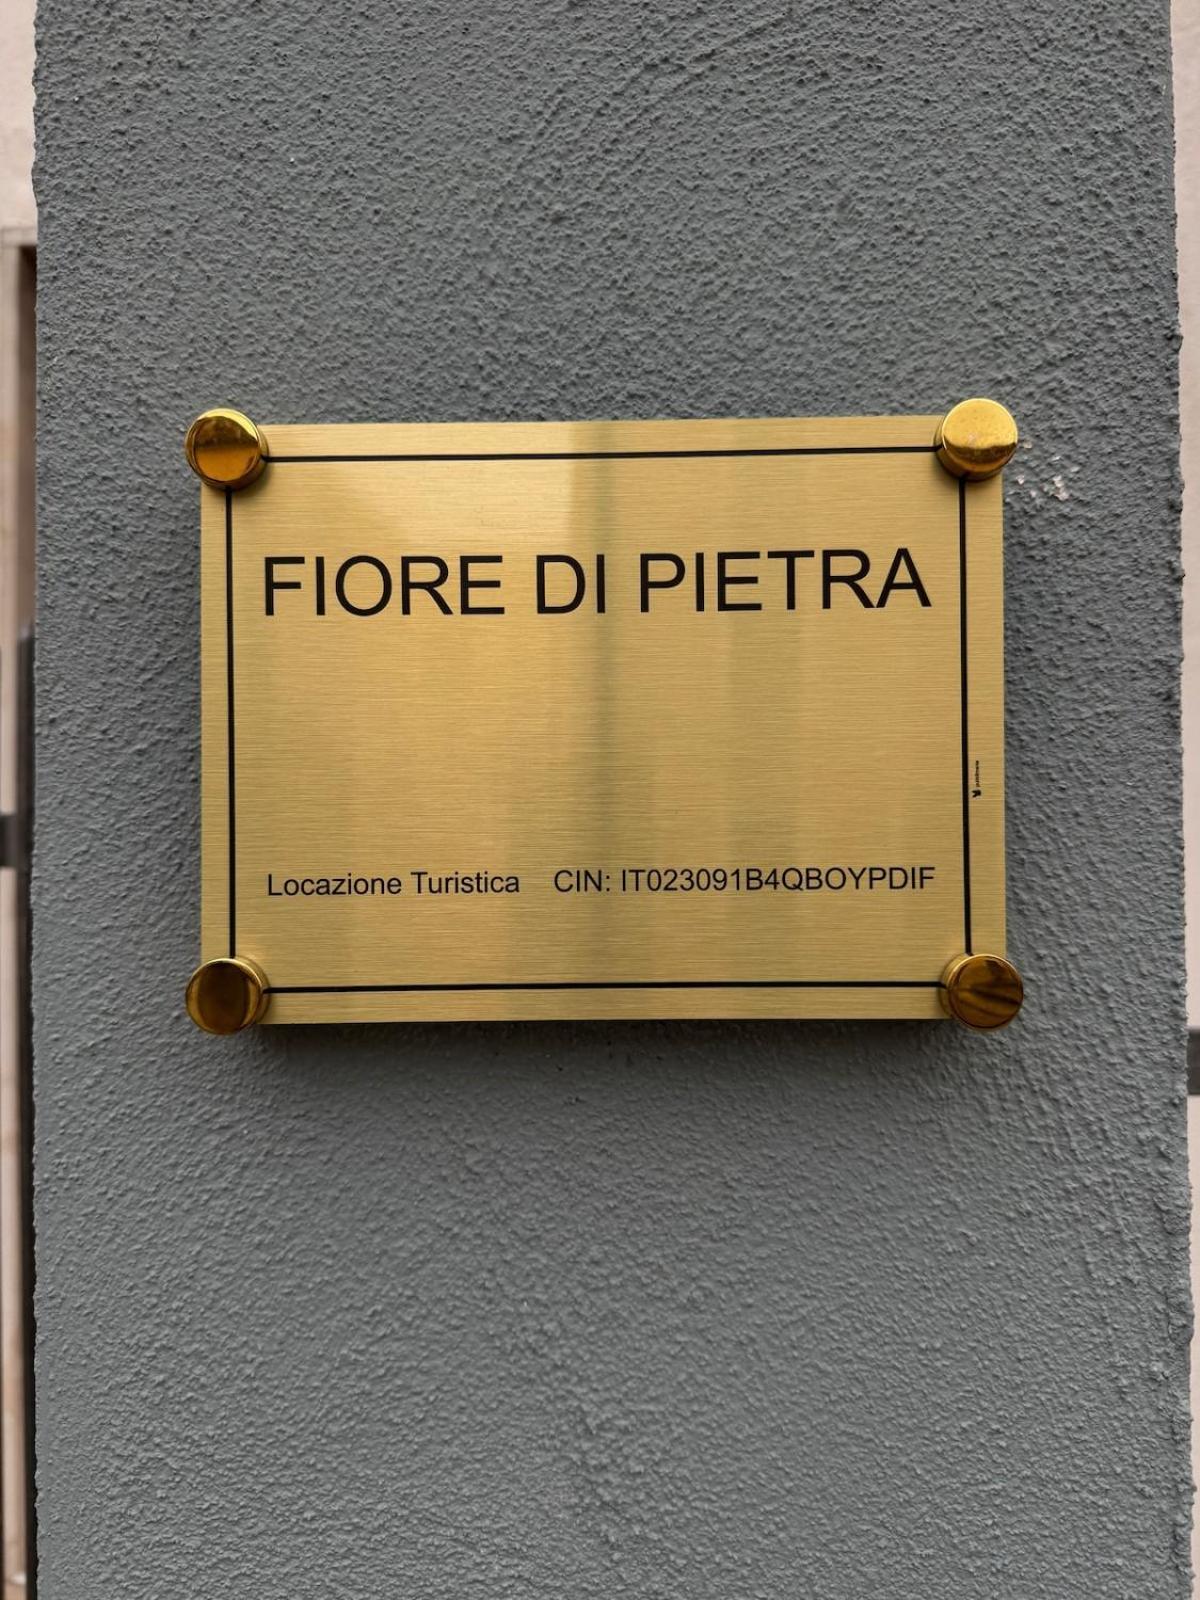 FIORE DI PIETRA
Locazione Turistica CIN: IT023091B4QBOYPDIF